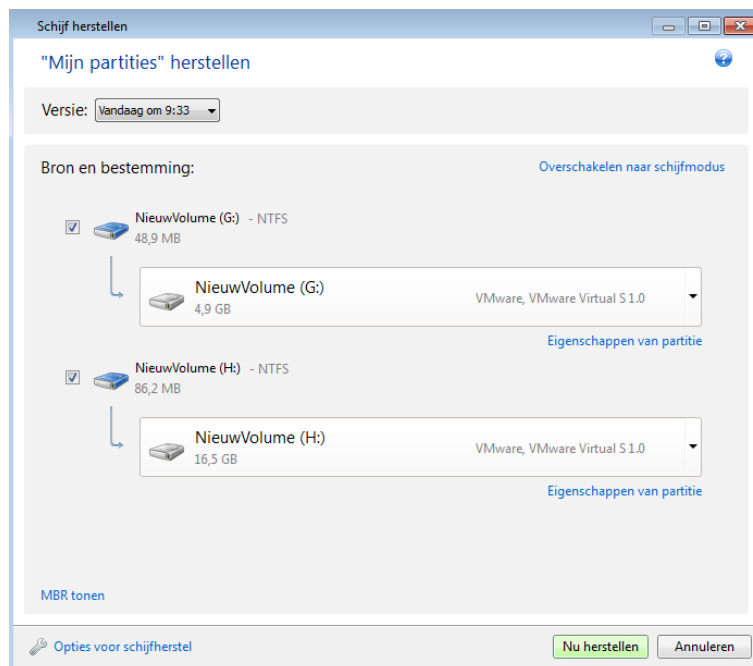 Schijf herstellen
"Mijn partities" herstellen
Versie: Vandaag om 9:33
Bron en bestemming: Overschakelen naar schijfmodus
NieuwVolume (G:) - NTFS
48,9 MB
NieuwVolume (G:)
4,9 GB
VMware, VMware Virtual S 1.0
Eigenschappen van partitie
NieuwVolume (H:) - NTFS
86,2 MB
NieuwVolume (H:)
16,5 GB
VMware, VMware Virtual S 1.0
Eigenschappen van partitie
MBR tonen
Opties voor schijfherstel Nu herstellen Annuleren